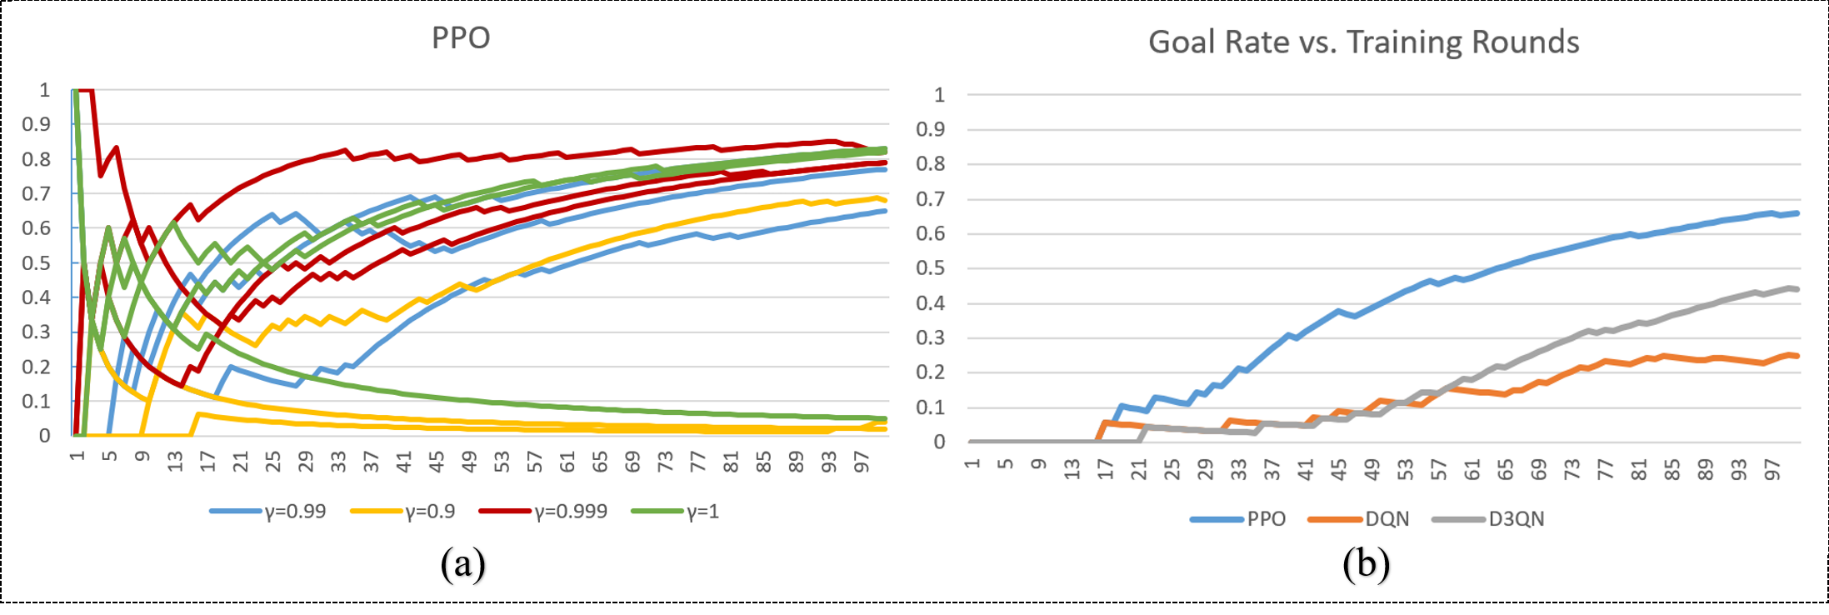 PPO
1
0.9
0.8
0.7
0.6
0.5
0.4
0.3
0.2
0.1
0
1 5 9 13 17 21 25 29 33 37 41 45 49 53 57 61 65 69 73 77 81 85 89 93 97
γ=0.99 γ=0.9 γ=0.999 γ=1
(a)
Goal Rate vs. Training Rounds
1
0.9
0.8
0.7
0.6
0.5
0.4
0.3
0.2
0.1
0
1 5 9 13 17 21 25 29 33 37 41 45 49 53 57 61 65 69 73 77 81 85 89 93 97
PPO DQN D3QN
(b)